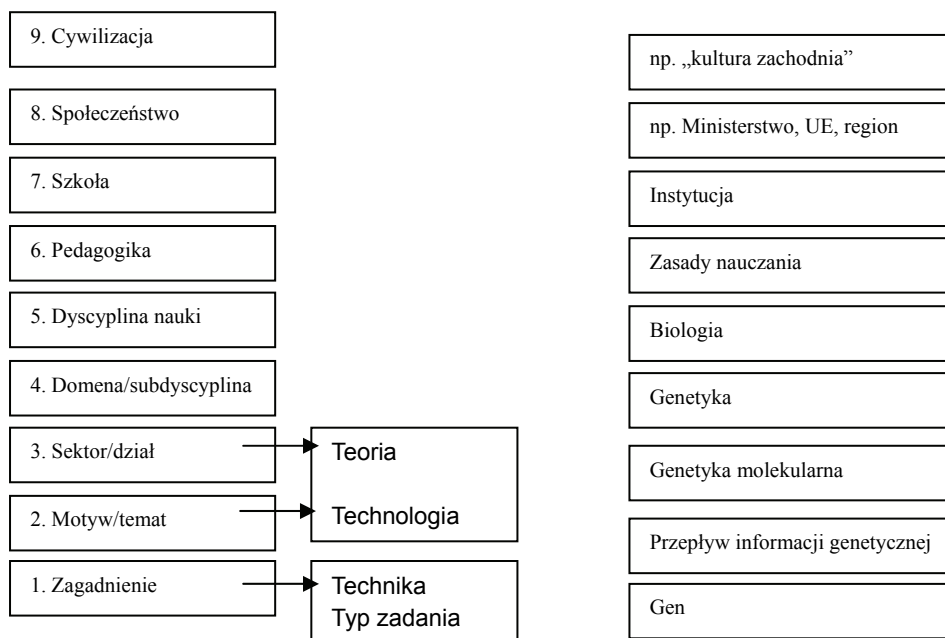 9. Cywilizacja
8. Społeczeństwo
7. Szkoła
6. Pedagogika
5. Dyscyplina nauki
4. Domena/subdyscyplina
3. Sektor/dział
2. Motyw/temat
1. Zagadnienie
Teoria
Technologia
Technika
Typ zadania
np. „kultura zachodnia”
np. Ministerstwo, UE, region
Instytucja
Zasady nauczania
Biologia
Genetyka
Genetyka molekularna
Przepływ informacji genetycznej
Gen